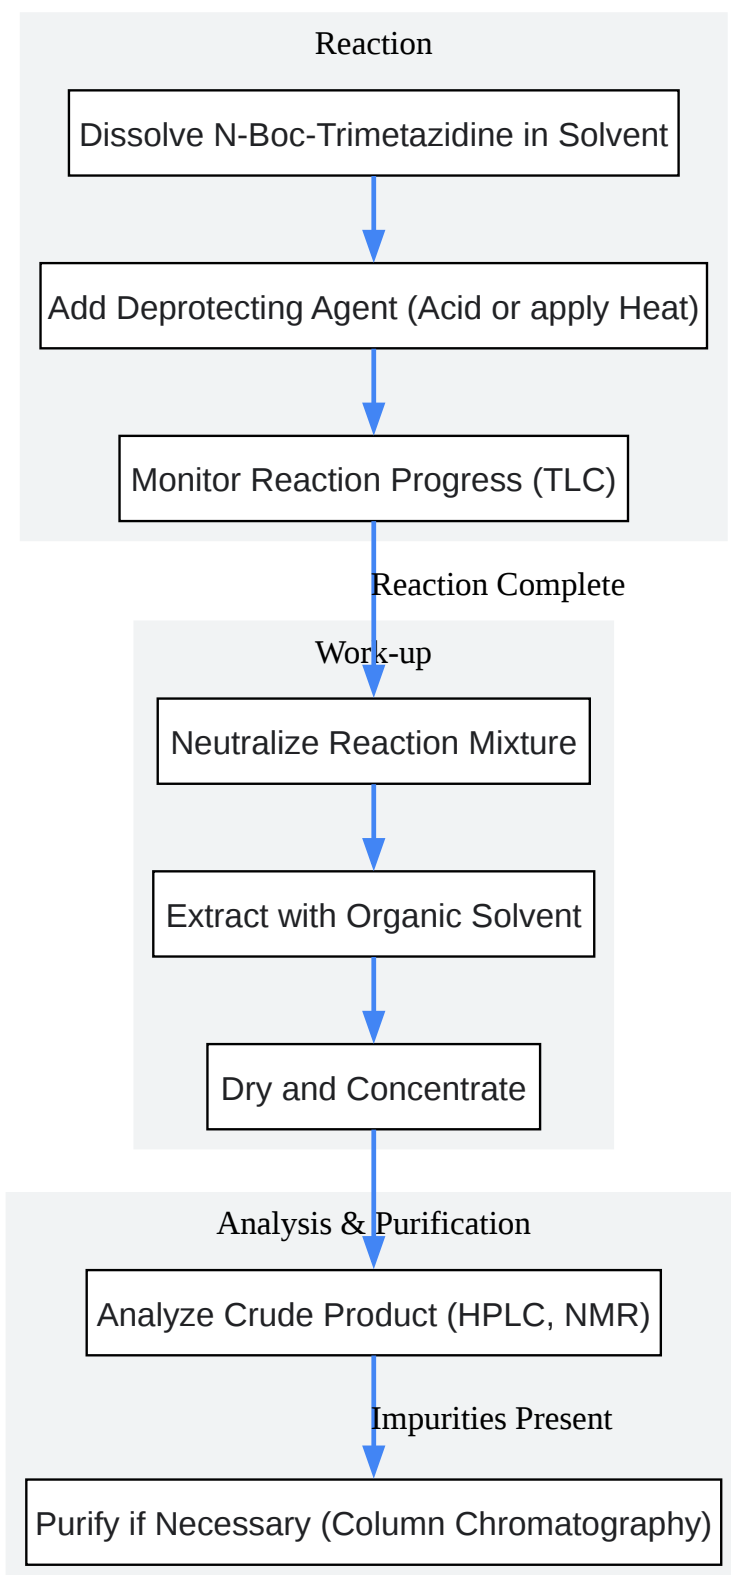 Reaction
Dissolve N-Boc-Trimetazidine in Solvent
Add Deprotecting Agent (Acid or apply Heat)
Monitor Reaction Progress (TLC)
Reaction Complete
Work-up
Neutralize Reaction Mixture
Extract with Organic Solvent
Dry and Concentrate
Analysis & Purification
Analyze Crude Product (HPLC, NMR)
Impurities Present
Purify if Necessary (Column Chromatography)